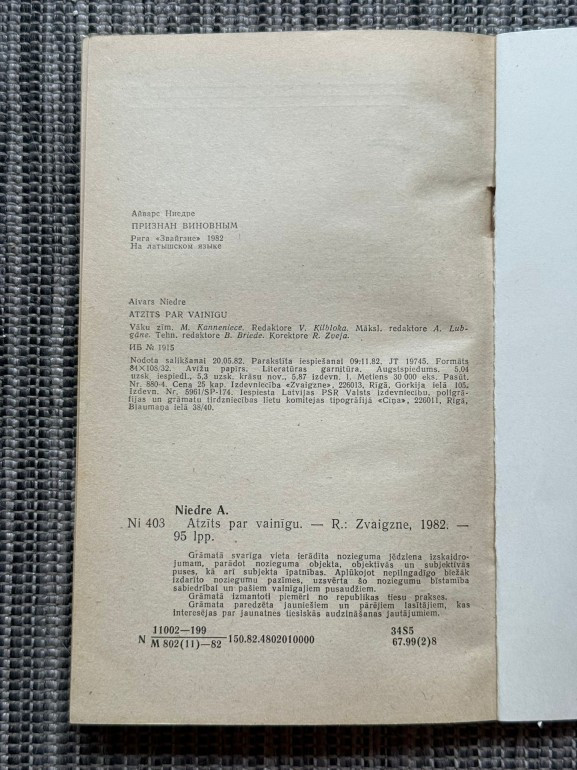 Айварс Ниедре
ПРИЗНАН ВИНОВНЫМ
Рига «Звайгзне» 1982
На латышском языке
Aivars Niedre
ATZĪTS PAR VAINĪGU
Vāku zīm. M. Kanneniece. Redaktore V. Kilbloka. Māksl. redaktore A. Lub-
gāne. Tehn. redaktore B. Briede. Korektore R. Zveja.
ИБ № 1915
Nodota salikšanai 20.05.82. Parakstīta iespiešanai 09.11.82. JT 19745. Formāts
84×108/32. Avīžu papīrs. Literatūras garnitūra. Augstspiedums. 5,04
uzsk. iespiedl., 5,3 uzsk. krāsu nov., 5,87 izdevn. l. Metiens 30 000 eks. Pasūt.
Nr. 880-4. Cena 25 kap. Izdevniecība «Zvaigzne», 226013, Rīgā, Gorkija ielā 105.
Izdevn. Nr. 5961/SP-174. Iespiesta Latvijas PSR Valsts izdevniecību, poligrā-
fijas un grāmatu tirdzniecības lietu komitejas tipogrāfijā «Cīņa», 226011, Rīgā,
Blaumaņa ielā 38/40.
Niedre A.
Ni 403 Atzīts par vainīgu. — R.: Zvaigzne, 1982. —
95 lpp.
Grāmatā svarīga vieta ierādīta nozieguma jēdziena izskaidro-
jumam, parādot nozieguma objekta, objektīvās un subjektīvās
puses, kā arī subjekta īpatnības. Aplūkojot nepilngadīgo biežāk
izdarīto noziegumu pazīmes, uzsvērta šo noziegumu bīstamība
sabiedrībai un pašiem vainīgajiem pusaudžiem.
Grāmatā izmantoti piemēri no republikas tiesu prakses.
Grāmata paredzēta jauniešiem un pārējiem lasītājiem, kas
interesējas par jaunatnes tiesiskās audzināšanas jautājumiem.
N 11002—199 / M 802(11)—82 -150.82.4802010000 34S5
67.99(2)8